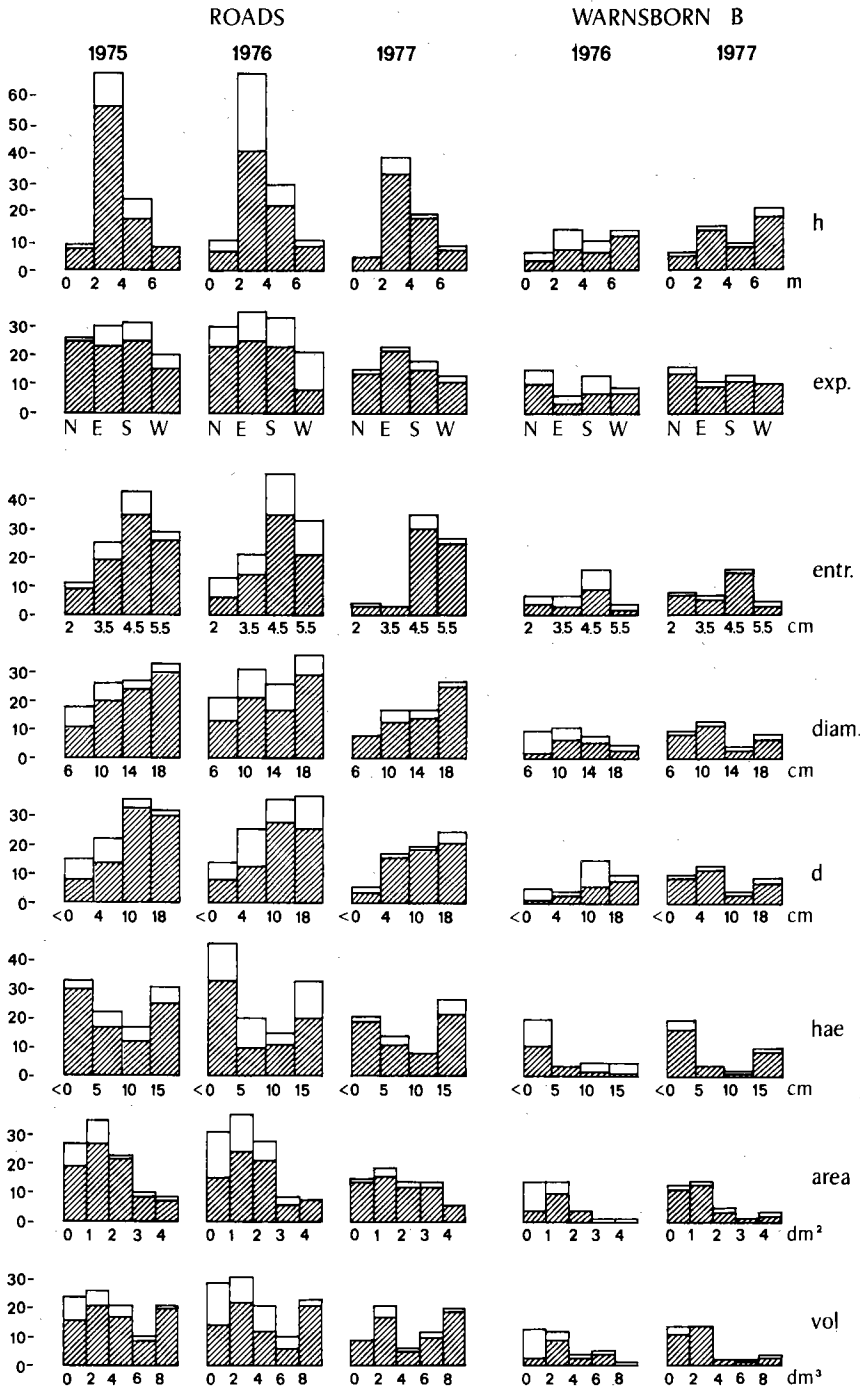 ROADS WARNSBORN B
1975 1976 1977 1976 1977
60-
50-
40-
30-
20-
10-
0-
h
0 2 4 6 0 2 4 6 0 2 4 6 0 2 4 6 0 2 4 6 m
30-
20-
10-
0-
exp.
N E S W N E S W N E S W N E S W N E S W
40-
30-
20-
10-
0-
entr.
2 3.5 4.5 5.5 2 3.5 4.5 5.5 2 3.5 4.5 5.5 2 3.5 4.5 5.5 2 3.5 4.5 5.5 cm
30-
20-
10-
0-
diam.
6 10 14 18 6 10 14 18 6 10 14 18 6 10 14 18 6 10 14 18 cm
30-
20-
10-
0-
d
<0 4 10 18 <0 4 10 18 <0 4 10 18 <0 4 10 18 <0 4 10 18 cm
40-
30-
20-
10-
0-
hae
<0 5 10 15 <0 5 10 15 <0 5 10 15 <0 5 10 15 <0 5 10 15 cm
30-
20-
10-
0-
area
0 1 2 3 4 0 1 2 3 4 0 1 2 3 4 0 1 2 3 4 0 1 2 3 4 dm²
30-
20-
10-
0-
vol
0 2 4 6 8 0 2 4 6 8 0 2 4 6 8 0 2 4 6 8 0 2 4 6 8 dm³